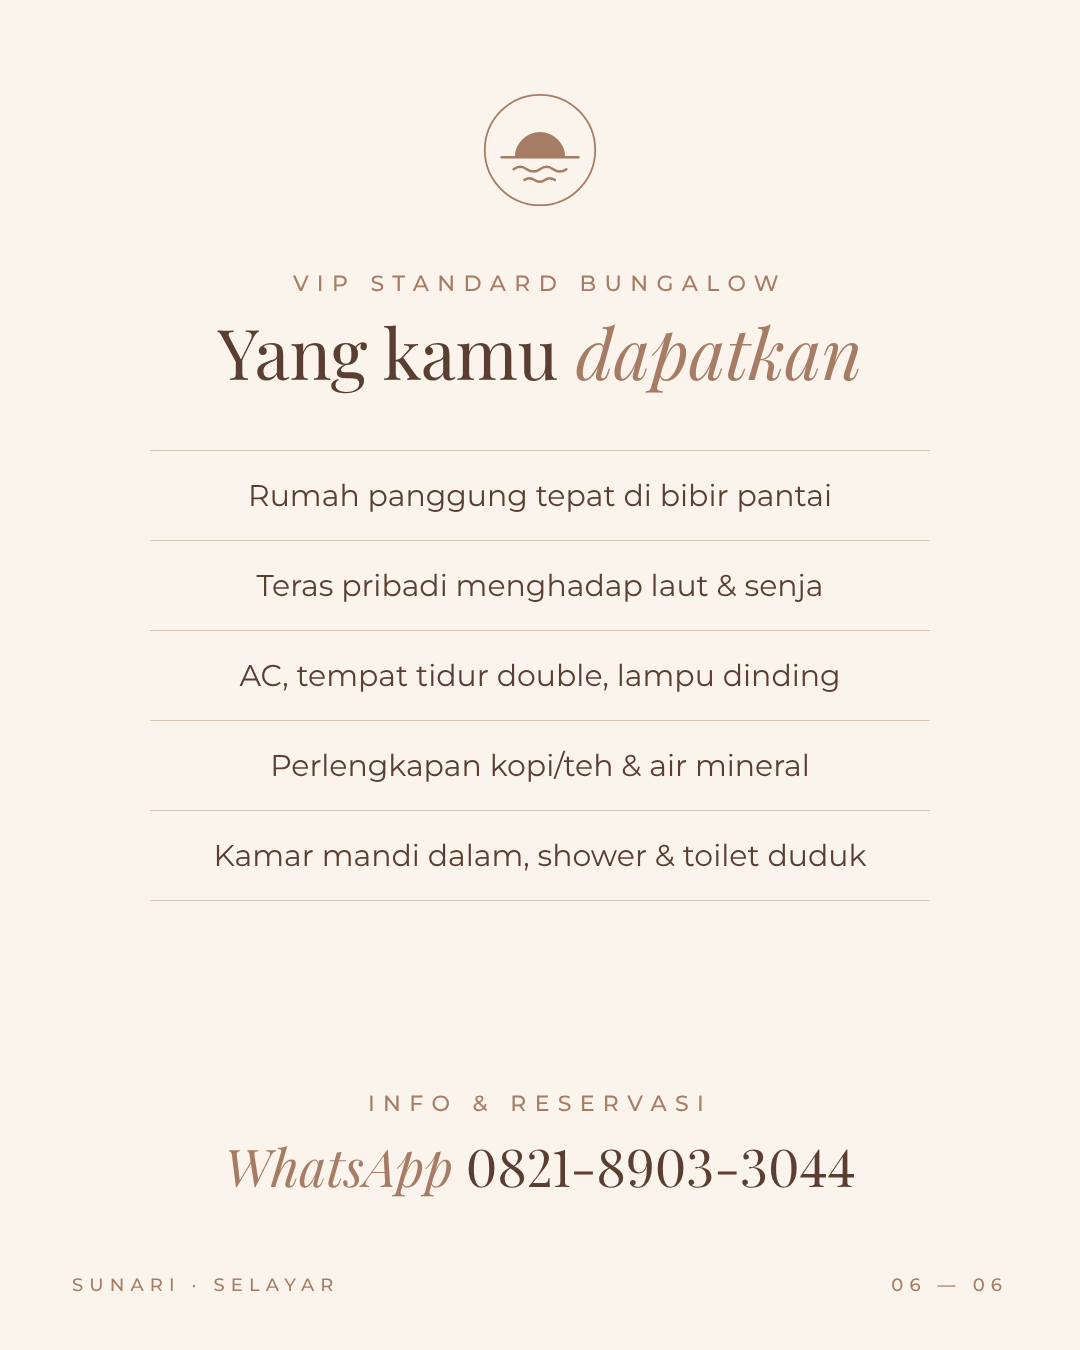 VIP STANDARD BUNGALOW
Yang kamu dapatkan
Rumah panggung tepat di bibir pantai
Teras pribadi menghadap laut & senja
AC, tempat tidur double, lampu dinding
Perlengkapan kopi/teh & air mineral
Kamar mandi dalam, shower & toilet duduk
INFO & RESERVASI
WhatsApp 0821-8903-3044
SUNARI · SELAYAR
06 — 06